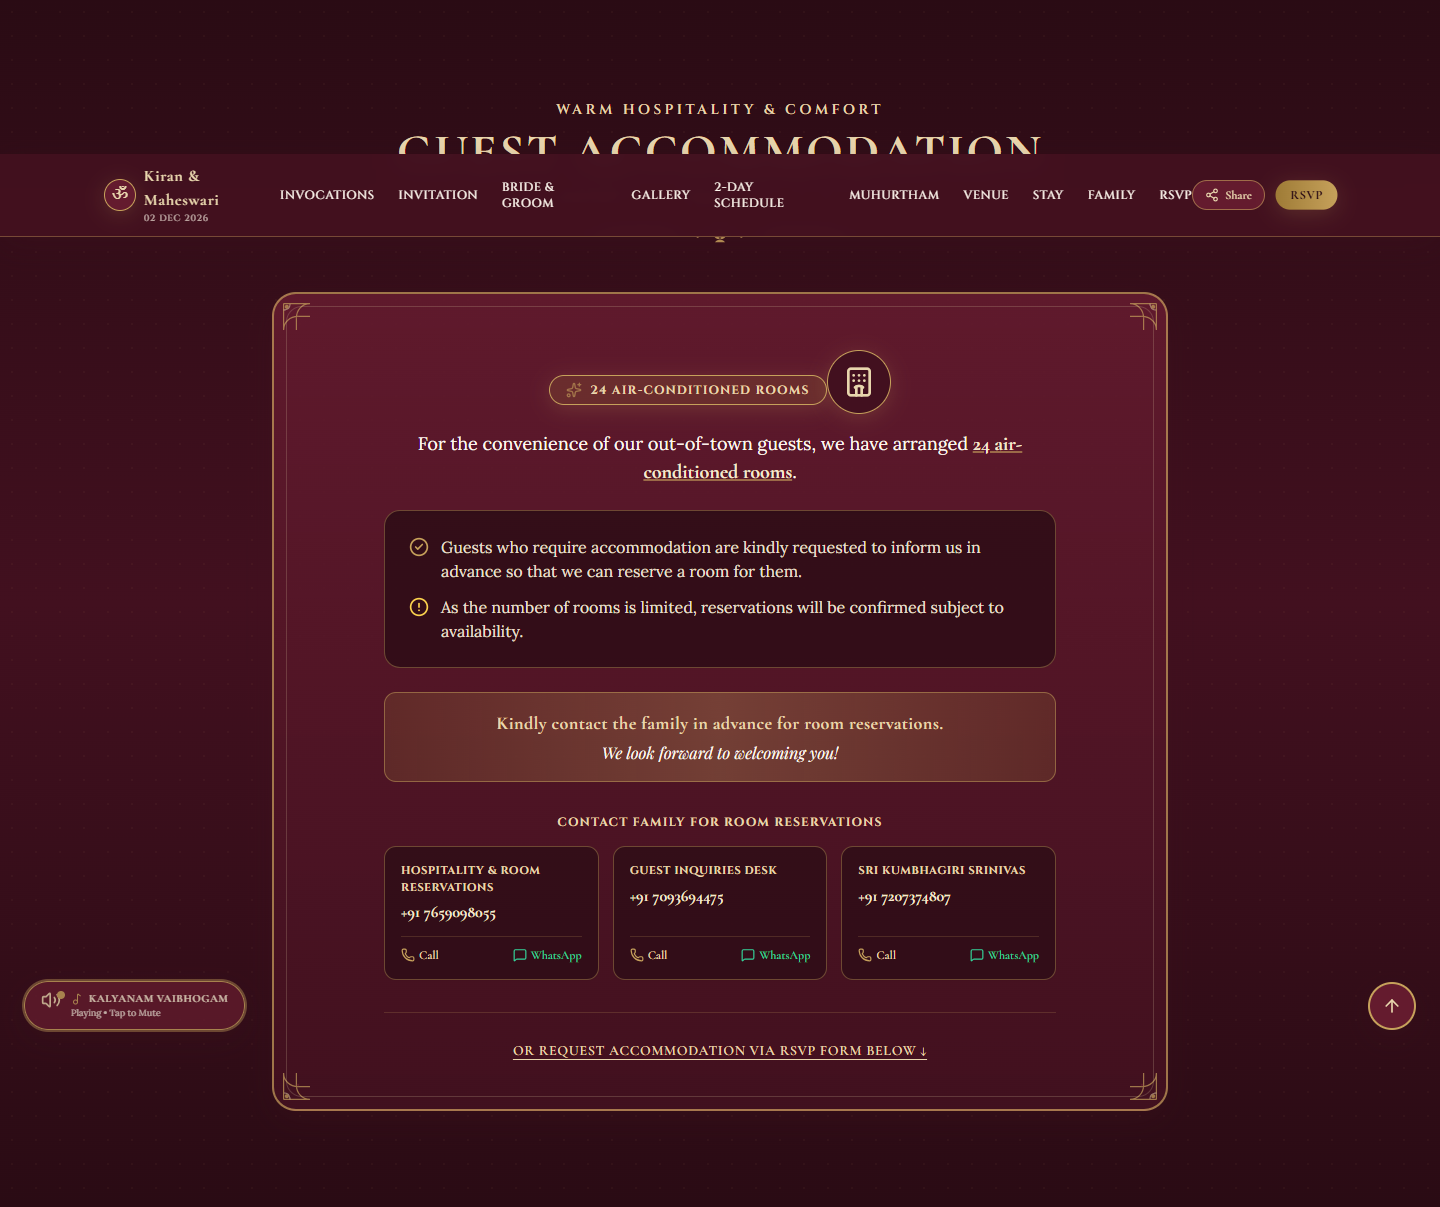 WARM HOSPITALITY & COMFORT
GUEST ACCOMMODATION
ॐ
Kiran &
Maheswari
02 DEC 2026
INVOCATIONS
INVITATION
BRIDE &
GROOM
GALLERY
2-DAY
SCHEDULE
MUHURTHAM
VENUE
STAY
FAMILY
RSVP
Share
RSVP
24 AIR-CONDITIONED ROOMS
For the convenience of our out-of-town guests, we have arranged 24 air-
conditioned rooms.
Guests who require accommodation are kindly requested to inform us in
advance so that we can reserve a room for them.
As the number of rooms is limited, reservations will be confirmed subject to
availability.
Kindly contact the family in advance for room reservations.
We look forward to welcoming you!
CONTACT FAMILY FOR ROOM RESERVATIONS
HOSPITALITY & ROOM
RESERVATIONS
+91 7659098055
Call
WhatsApp
GUEST INQUIRIES DESK
+91 7093694475
Call
WhatsApp
SRI KUMBHAGIRI SRINIVAS
+91 7207374807
Call
WhatsApp
KALYANAM VAIBHOGAM
Playing • Tap to Mute
OR REQUEST ACCOMMODATION VIA RSVP FORM BELOW ↓